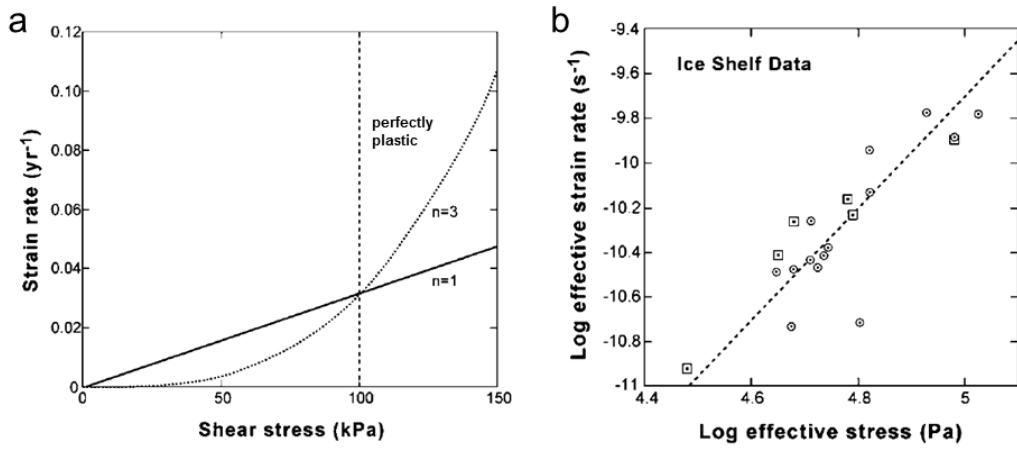 a
0.12
0.10
0.08
0.06
0.04
0.02
0
Strain rate (yr-1)
perfectly
plastic
n=3
n=1
0
50
100
150
Shear stress (kPa)
b
-9.4
-9.6
-9.8
-10
-10.2
-10.4
-10.6
-10.8
-11
Log effective strain rate (s-1)
Ice Shelf Data
4.4
4.6
4.8
5
Log effective stress (Pa)